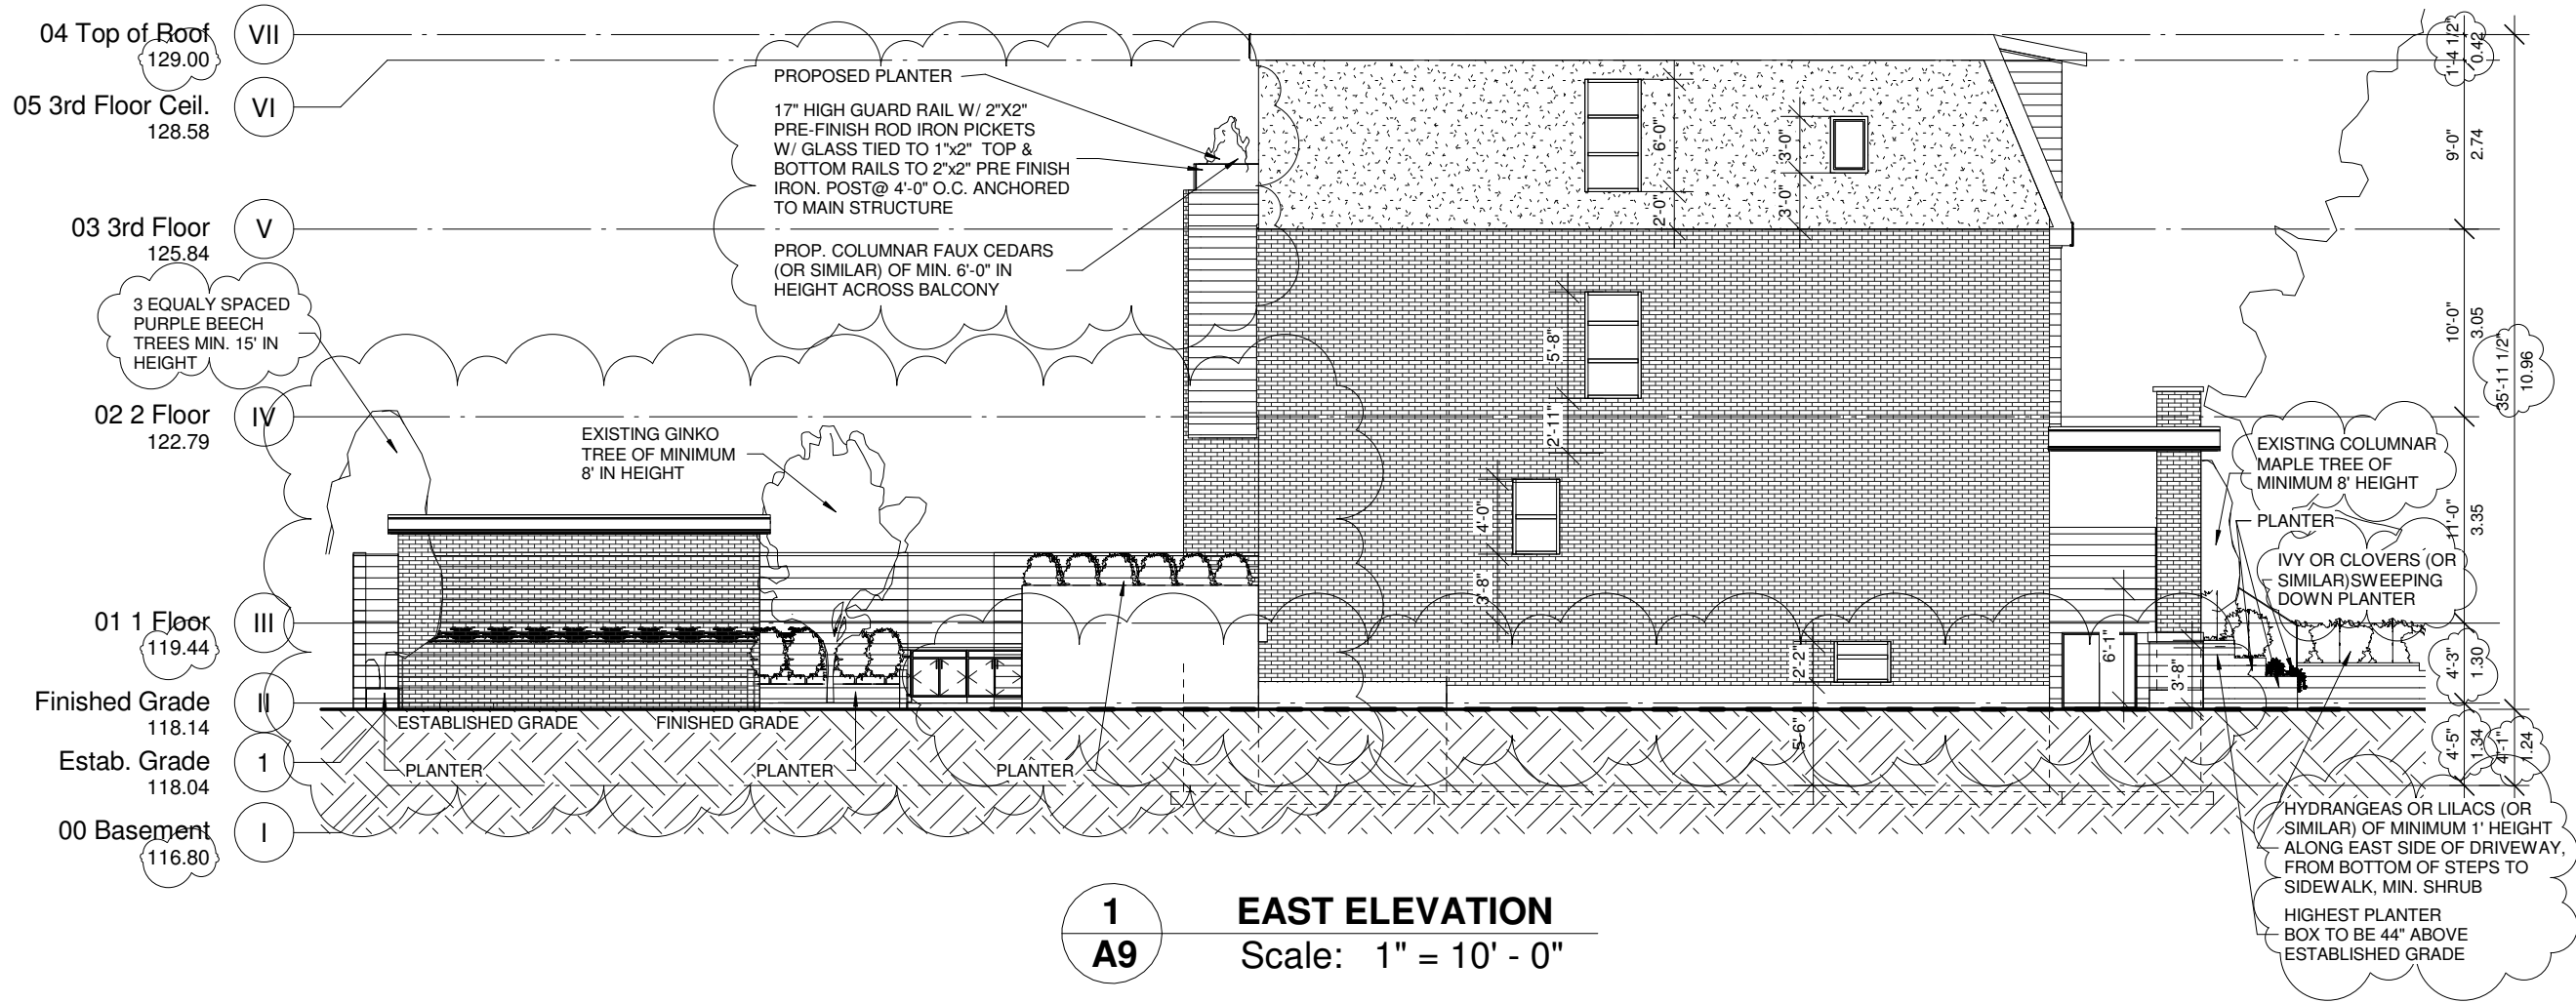 04 Top of Roof
129.00
VII
05 3rd Floor Ceil.
128.58
VI
03 3rd Floor
125.84
V
02 2 Floor
122.79
IV
01 1 Floor
119.44
III
Finished Grade
118.14
II
Estab. Grade
118.04
1
00 Basement
116.80
I
3 EQUALY SPACED
PURPLE BEECH
TREES MIN. 15' IN
HEIGHT
PROPOSED PLANTER
17" HIGH GUARD RAIL W/ 2"X2"
PRE-FINISH ROD IRON PICKETS
W/ GLASS TIED TO 1"x2" TOP &
BOTTOM RAILS TO 2"x2" PRE FINISH
IRON. POST@ 4'-0" O.C. ANCHORED
TO MAIN STRUCTURE
PROP. COLUMNAR FAUX CEDARS
(OR SIMILAR) OF MIN. 6'-0" IN
HEIGHT ACROSS BALCONY
EXISTING GINKO
TREE OF MINIMUM
8' IN HEIGHT
ESTABLISHED GRADE
FINISHED GRADE
PLANTER
PLANTER
PLANTER
6'-0"
2'-0"
3'-0"
3'-0"
5'-8"
2'-11"
4'-0"
3'-8"
2'-2"
5'-6"
6'-1"
3'-8"
EXISTING COLUMNAR
MAPLE TREE OF
MINIMUM 8' HEIGHT
PLANTER
IVY OR CLOVERS (OR
SIMILAR)SWEEPING
DOWN PLANTER
HYDRANGEAS OR LILACS (OR
SIMILAR) OF MINIMUM 1' HEIGHT
ALONG EAST SIDE OF DRIVEWAY,
FROM BOTTOM OF STEPS TO
SIDEWALK, MIN. SHRUB
HIGHEST PLANTER
BOX TO BE 44" ABOVE
ESTABLISHED GRADE
1'-4 1/2"
0.42
9'-0"
2.74
10'-0"
3.05
35'-11 1/2"
10.96
11'-0"
3.35
4'-3"
1.30
4'-5"
1.34
4'-1"
1.24
1
A9
EAST ELEVATION
Scale: 1" = 10' - 0"